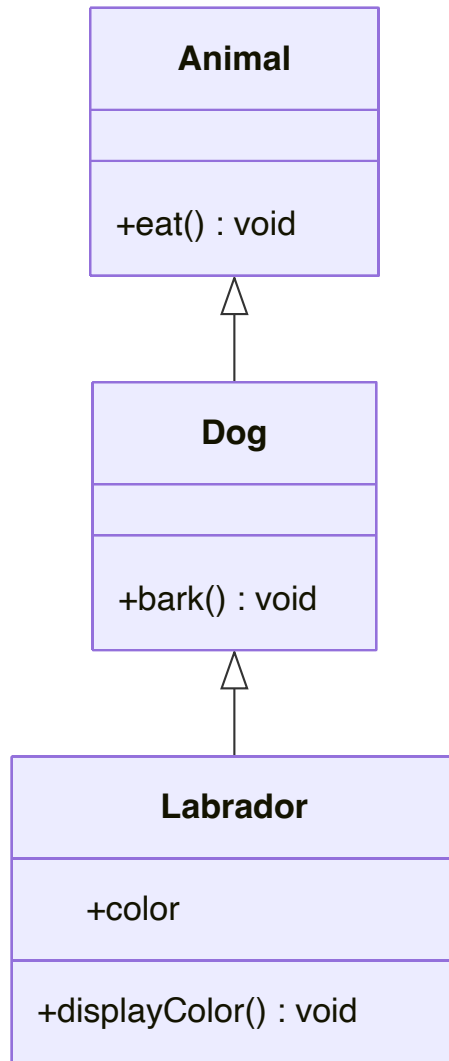 Animal
+eat() : void
Dog
+bark() : void
Labrador
+color
+displayColor() : void